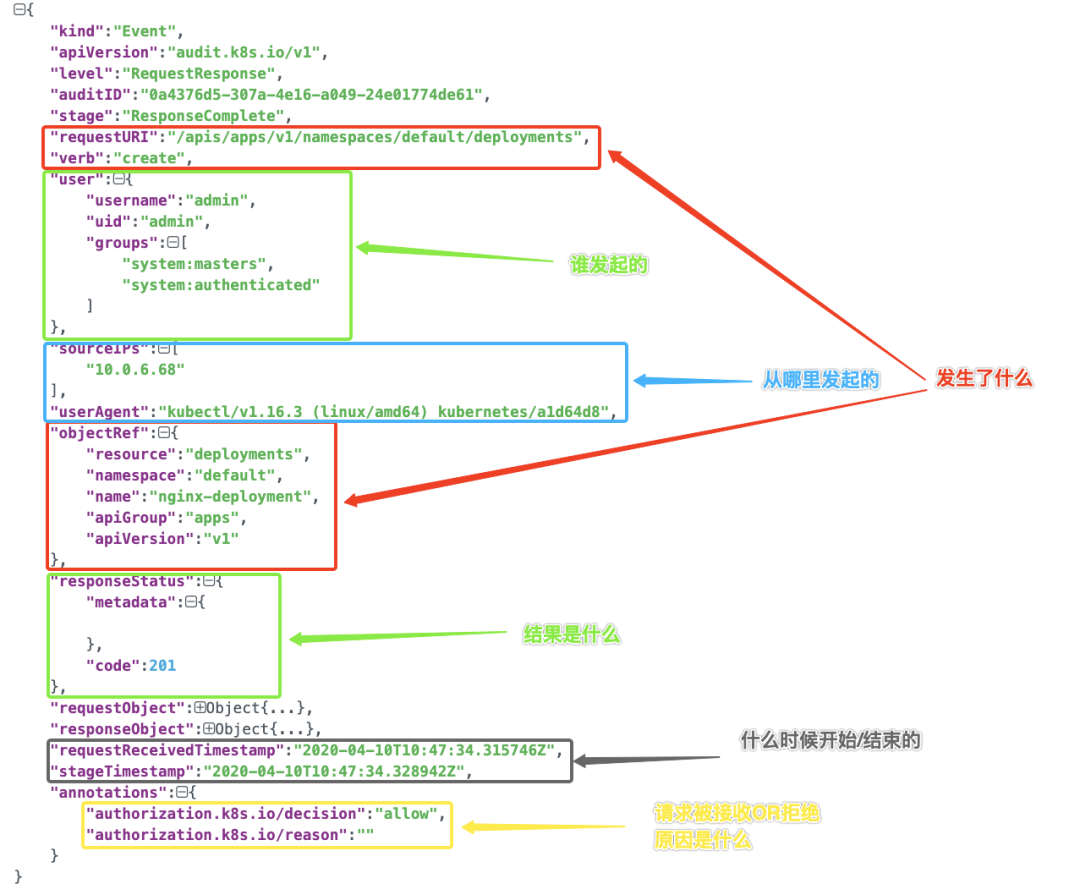 {
"kind":"Event",
"apiVersion":"audit.k8s.io/v1",
"level":"RequestResponse",
"auditID":"0a4376d5-307a-4e16-a049-24e01774de61",
"stage":"ResponseComplete",
"requestURI":"/apis/apps/v1/namespaces/default/deployments",
"verb":"create",
"user":{
"username":"admin",
"uid":"admin",
"groups":[
"system:masters",
"system:authenticated"
]
},
谁发起的
"sourceIPs":[
"10.0.6.68"
],
"userAgent":"kubectl/v1.16.3 (linux/amd64) kubernetes/a1d64d8",
从哪里发起的
发生了什么
"objectRef":{
"resource":"deployments",
"namespace":"default",
"name":"nginx-deployment",
"apiGroup":"apps",
"apiVersion":"v1"
},
"responseStatus":{
"metadata":{
},
"code":201
},
结果是什么
"requestObject":Object{...},
"responseObject":Object{...},
"requestReceivedTimestamp":"2020-04-10T10:47:34.315746Z",
"stageTimestamp":"2020-04-10T10:47:34.328942Z",
什么时候开始/结束的
"annotations":{
"authorization.k8s.io/decision":"allow",
"authorization.k8s.io/reason":""
请求被接收OR拒绝
原因是什么
}
}